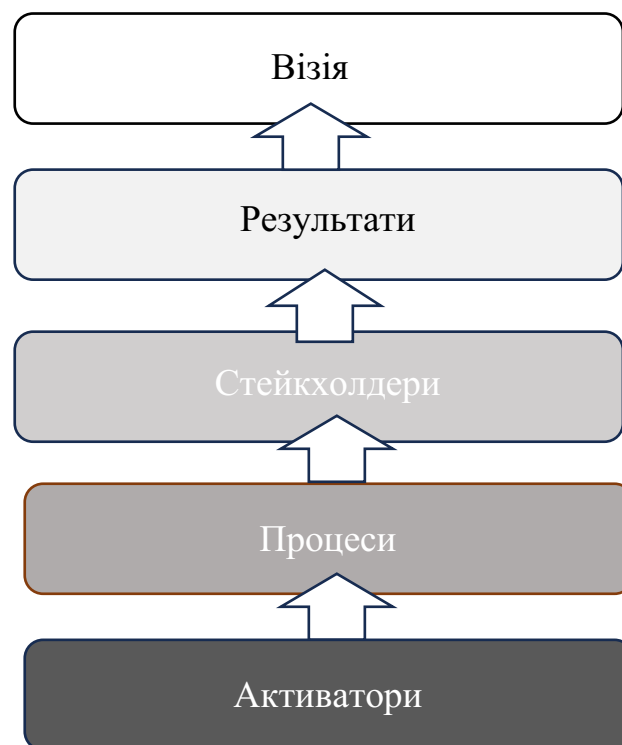 Візія
Результати
Стейкхолдери
Процеси
Активатори